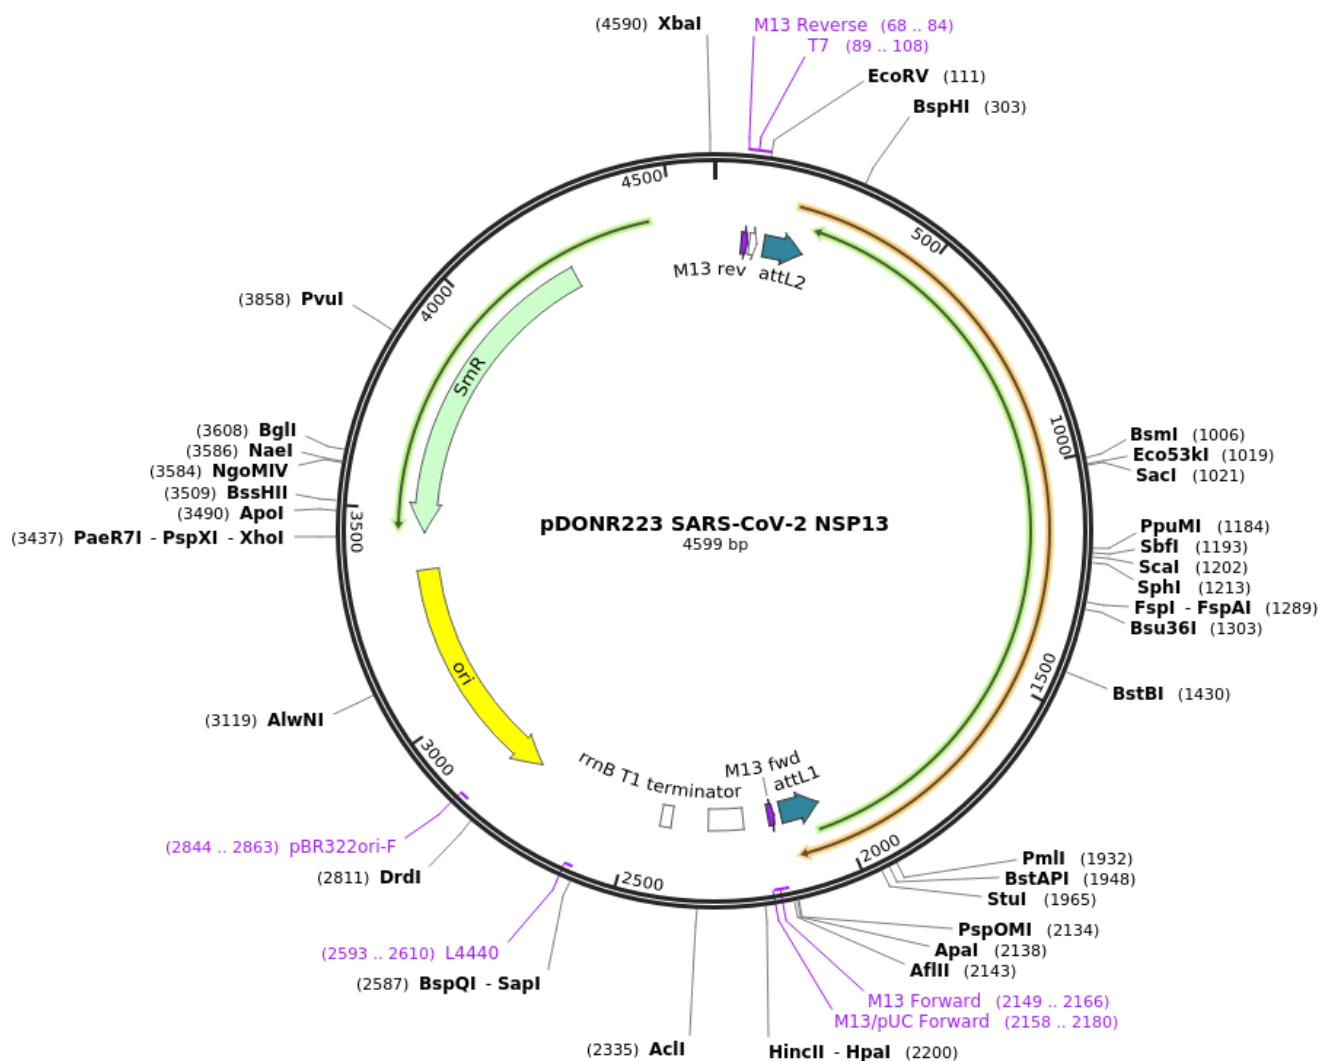 (4590) XbaI
M13 Reverse (68 .. 84)
T7 (89 .. 108)
EcoRV (111)
BspHI (303)
4500
500
M13 rev
attL2
4000
(3858) PvuI
SmR
1000
BsmI (1006)
Eco53kI (1019)
SacI (1021)
(3608) BglI
(3586) NaeI
(3584) NgoMIV
(3509) BssHII
(3490) ApoI
(3437) PaeR7I - PspXI - XhoI
3500
pDONR223 SARS-CoV-2 NSP13
4599 bp
PpuMI (1184)
SbfI (1193)
ScaI (1202)
SphI (1213)
FspI - FspAI (1289)
Bsu36I (1303)
ori
1500
BstBI (1430)
(3119) AlwNI
3000
rrnB T1 terminator
M13 fwd
attL1
(2844 .. 2863) pBR322ori-F
(2811) DrdI
2000
PmlI (1932)
BstAPI (1948)
StuI (1965)
2500
PspOMI (2134)
ApaI (2138)
AflII (2143)
(2593 .. 2610) L4440
(2587) BspQI - SapI
M13 Forward (2149 .. 2166)
M13/pUC Forward (2158 .. 2180)
(2335) AclI
HincII - HpaI (2200)